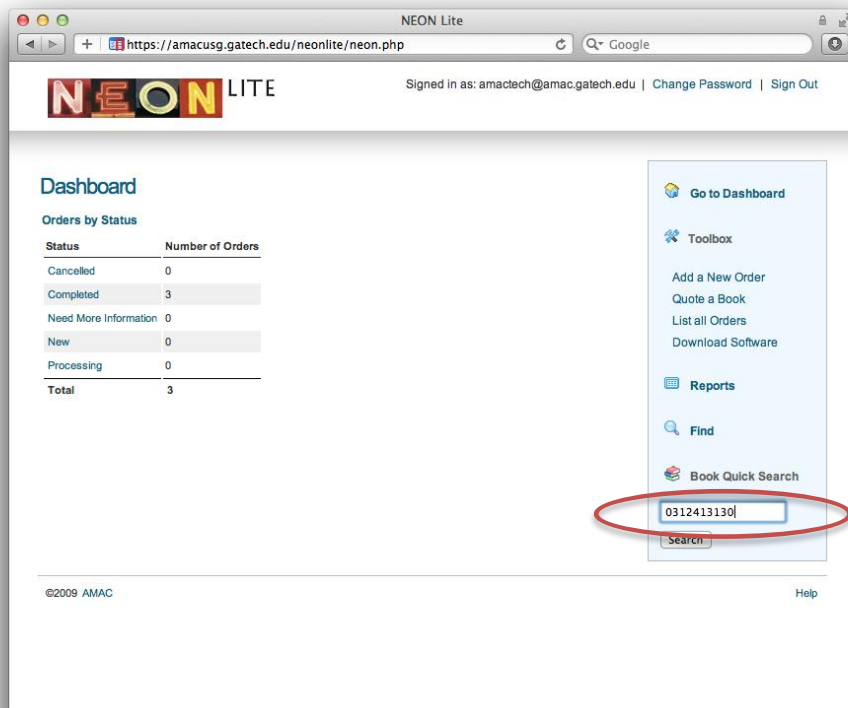 NEON Lite
https://amacusg.gatech.edu/neonlite/neon.php
Google
NEON LITE
Signed in as: amactech@amac.gatech.edu | Change Password | Sign Out
Dashboard
Orders by Status
Status Number of Orders
Cancelled 0
Completed 3
Need More Information 0
New 0
Processing 0
Total 3
Go to Dashboard
Toolbox
Add a New Order
Quote a Book
List all Orders
Download Software
Reports
Find
Book Quick Search
0312413130
Search
©2009 AMAC
Help